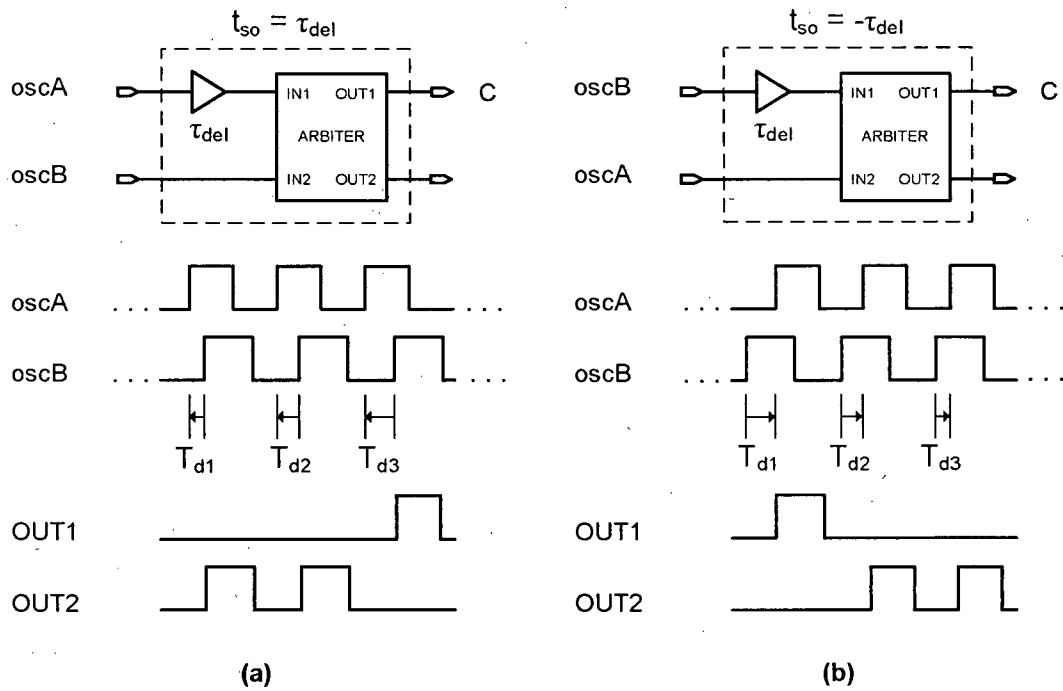 t_so = τ_del
oscA
IN1 OUT1
C
τ_del
ARBITER
oscB
IN2 OUT2
oscA
. . . . . .
oscB
. . . . . .
T_d1 T_d2 T_d3
OUT1
OUT2
(a)
t_so = -τ_del
oscB
IN1 OUT1
C
τ_del
ARBITER
oscA
IN2 OUT2
oscA
. . . . . .
oscB
. . . . . .
T_d1 T_d2 T_d3
OUT1
OUT2
(b)